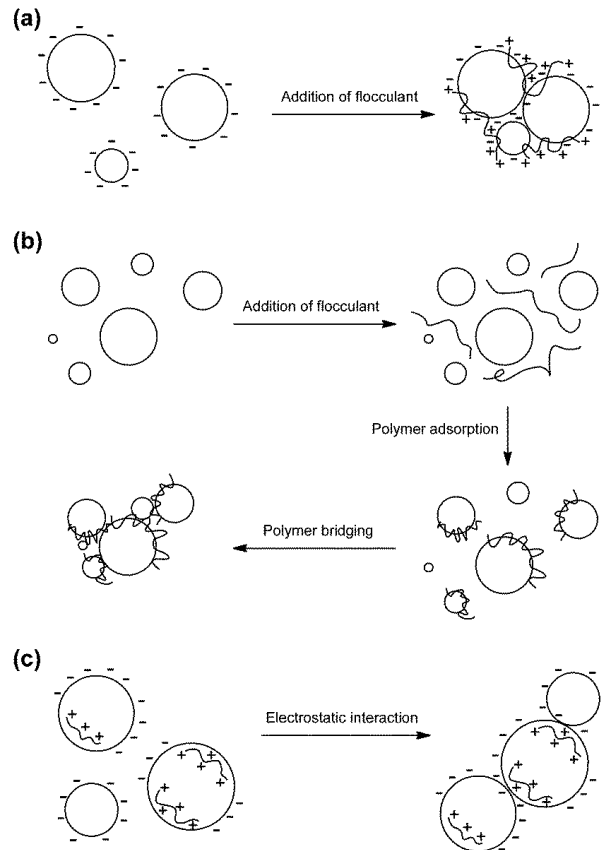 (a)
Addition of flocculant
(b)
Addition of flocculant
Polymer adsorption
Polymer bridging
(c)
Electrostatic interaction